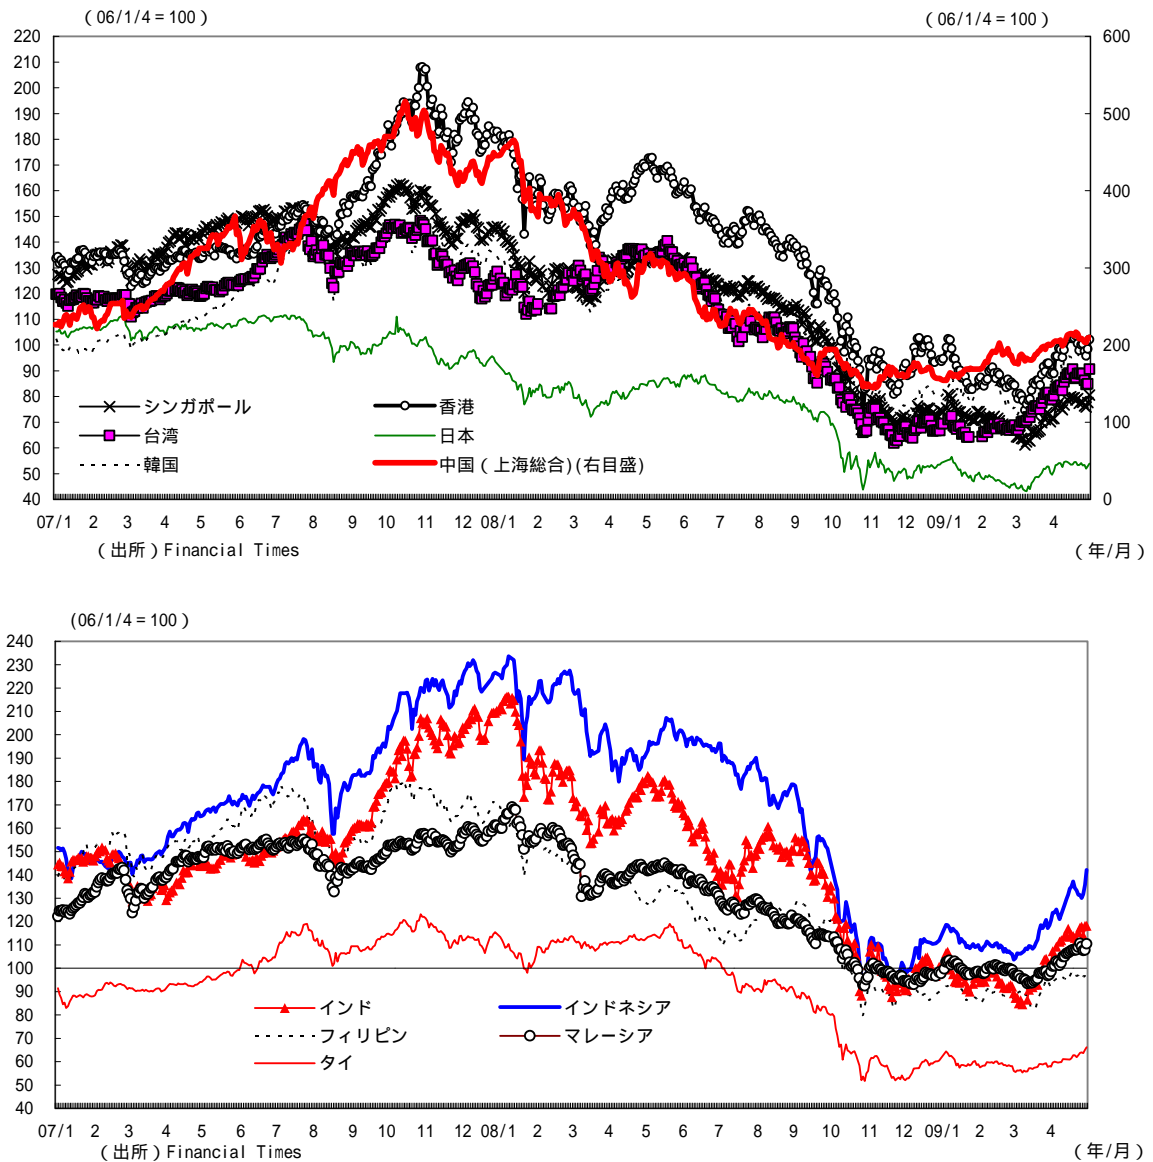 （06/1/4＝100）
（06/1/4＝100）
220
210
200
190
180
170
160
150
140
130
120
110
100
90
80
70
60
50
40
600
500
400
300
200
100
0
シンガポール
香港
台湾
日本
韓国
中国（上海総合）(右目盛)
07/1 2 3 4 5 6 7 8 9 10 11 12 08/1 2 3 4 5 6 7 8 9 10 11 12 09/1 2 3 4
（出所）Financial Times
（年/月）
(06/1/4＝100）
240
230
220
210
200
190
180
170
160
150
140
130
120
110
100
90
80
70
60
50
40
インド
インドネシア
フィリピン
マレーシア
タイ
07/1 2 3 4 5 6 7 8 9 10 11 12 08/1 2 3 4 5 6 7 8 9 10 11 12 09/1 2 3 4
（出所）Financial Times
（年/月）